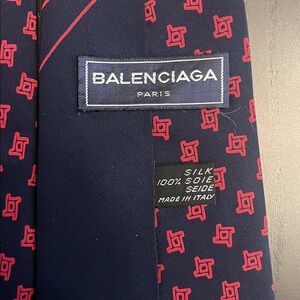 BALENCIAGA
PARIS
SILK
100% SOIE
SEIDE
MADE IN ITALY